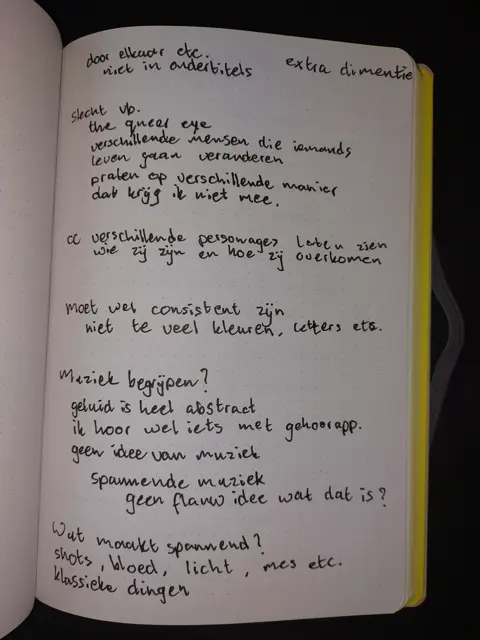 door elkaar etc.
niet in ondertitels
extra dimentie
slecht vb.
the queer eye
verschillende mensen die iemands
leven gaan veranderen
praten op verschillende manier
dat krijg ik niet mee.
cc verschillende personages laten zien
wie zij zijn en hoe zij overkomen
moet wel consistent zijn
niet te veel kleuren, letters etc.
Muziek begrijpen?
geluid is heel abstract
ik hoor wel iets met gehoorapp.
geen idee van muziek
spannende muziek
geen flauw idee wat dat is?
Wat maakt spannend?
shots, bloed, licht, mes etc.
klassieke dingen